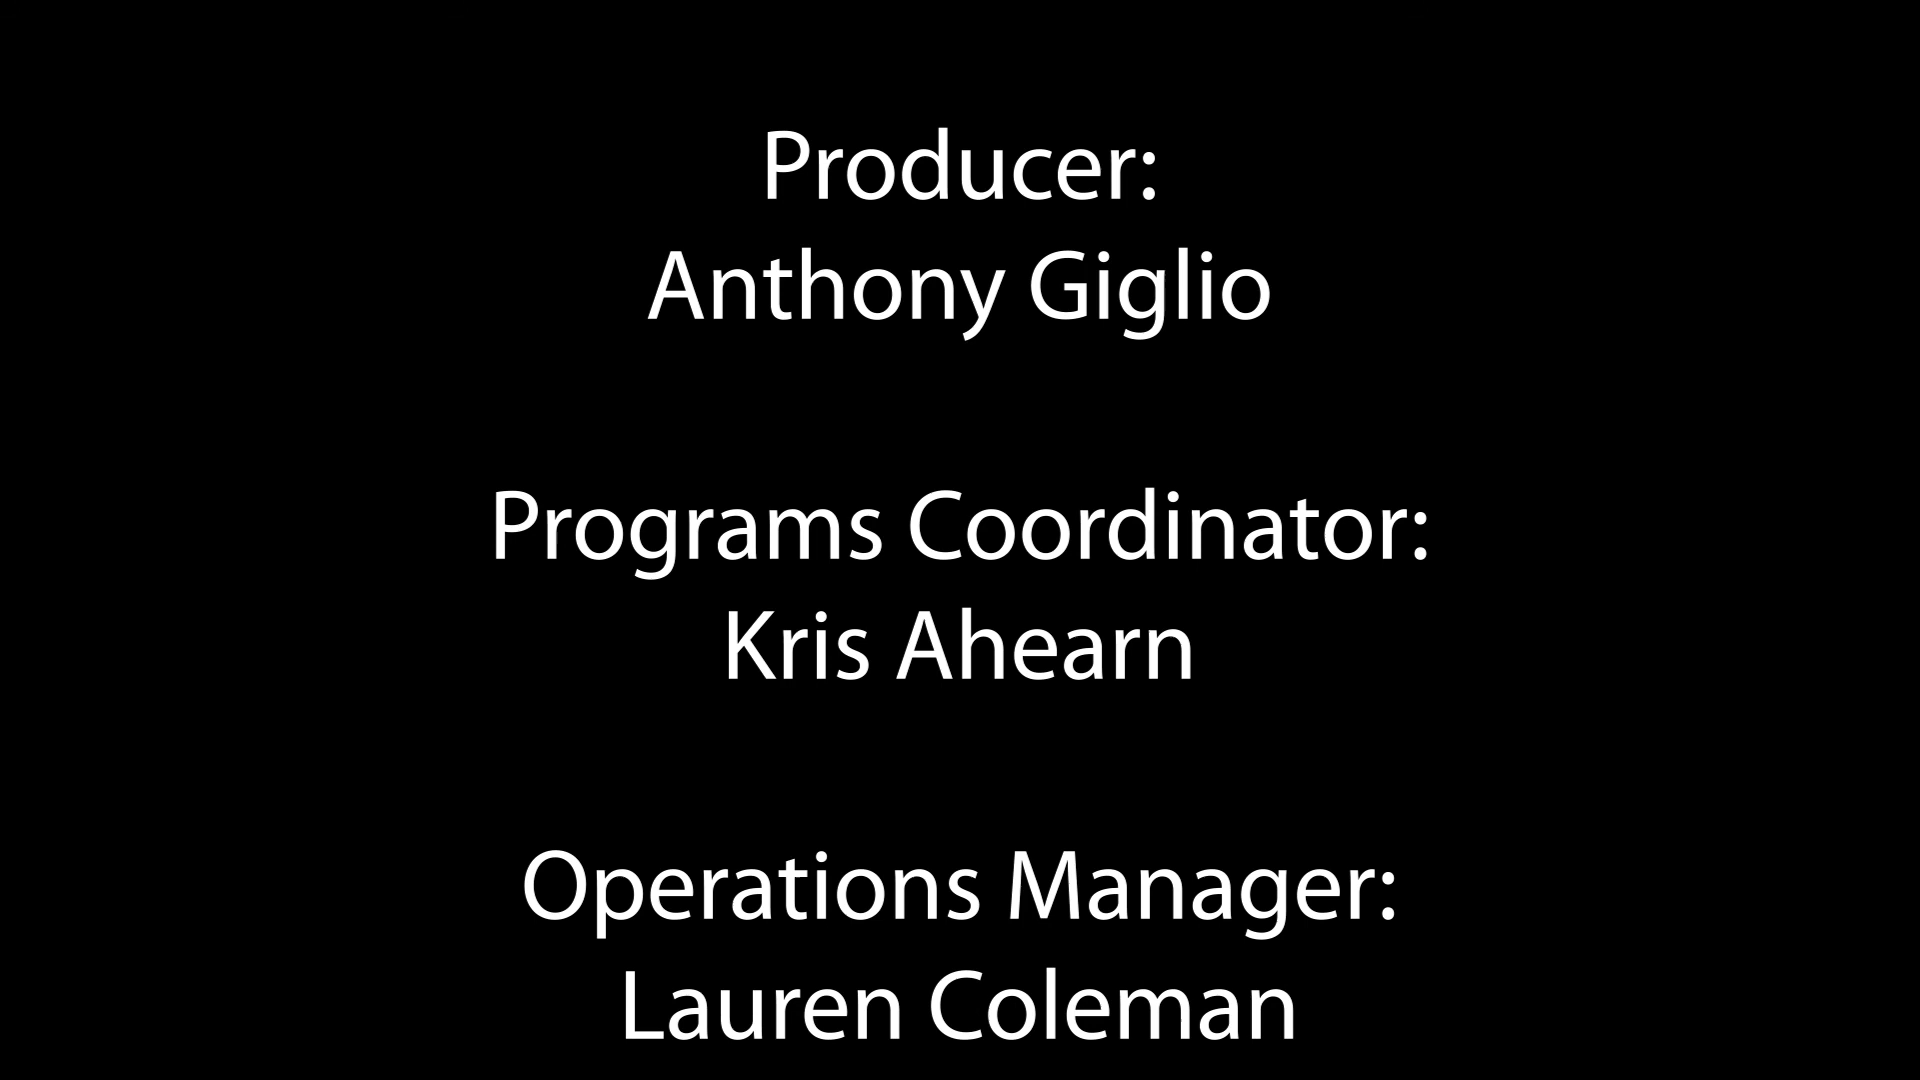 Producer:
Anthony Giglio
Programs Coordinator:
Kris Ahearn
Operations Manager:
Lauren Coleman